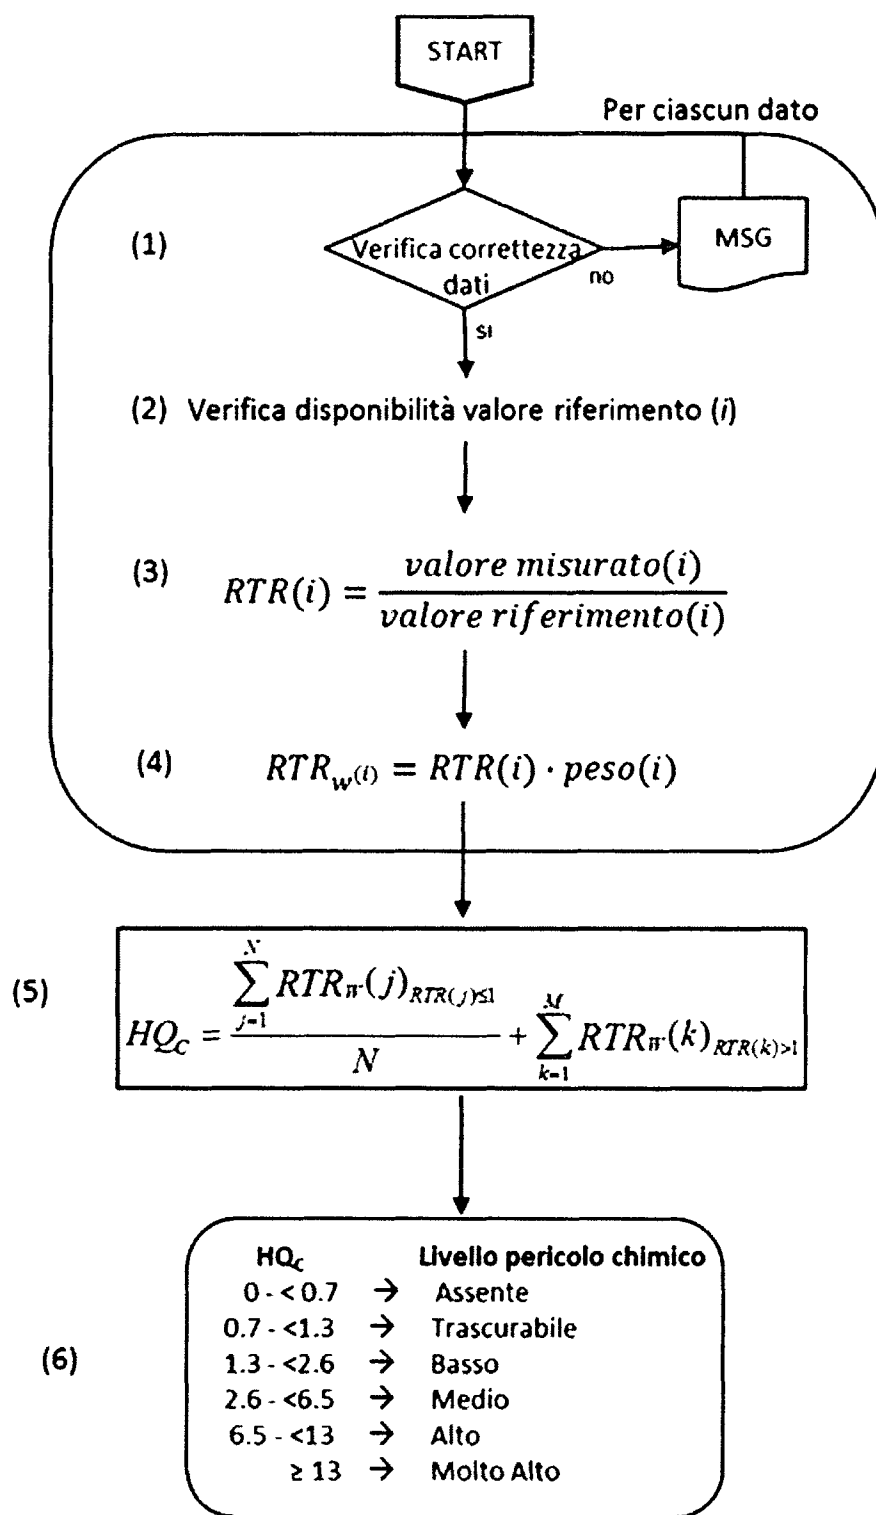 START
Per ciascun dato
(1)
Verifica correttezza
dati
no
MSG
si
(2) Verifica disponibilità valore riferimento (i)
(3) RTR(i) = valore misurato(i) / valore riferimento(i)
(4) RTR_w(i) = RTR(i) · peso(i)
(5) HQ_C = ∑_{j=1}^{N} RTR_W(j)_{RTR(j)≤1} / N + ∑_{k=1}^{M} RTR_W(k)_{RTR(k)>1}
HQ_C Livello pericolo chimico
0 - < 0.7 → Assente
0.7 - <1.3 → Trascurabile
(6) 1.3 - <2.6 → Basso
2.6 - <6.5 → Medio
6.5 - <13 → Alto
≥ 13 → Molto Alto